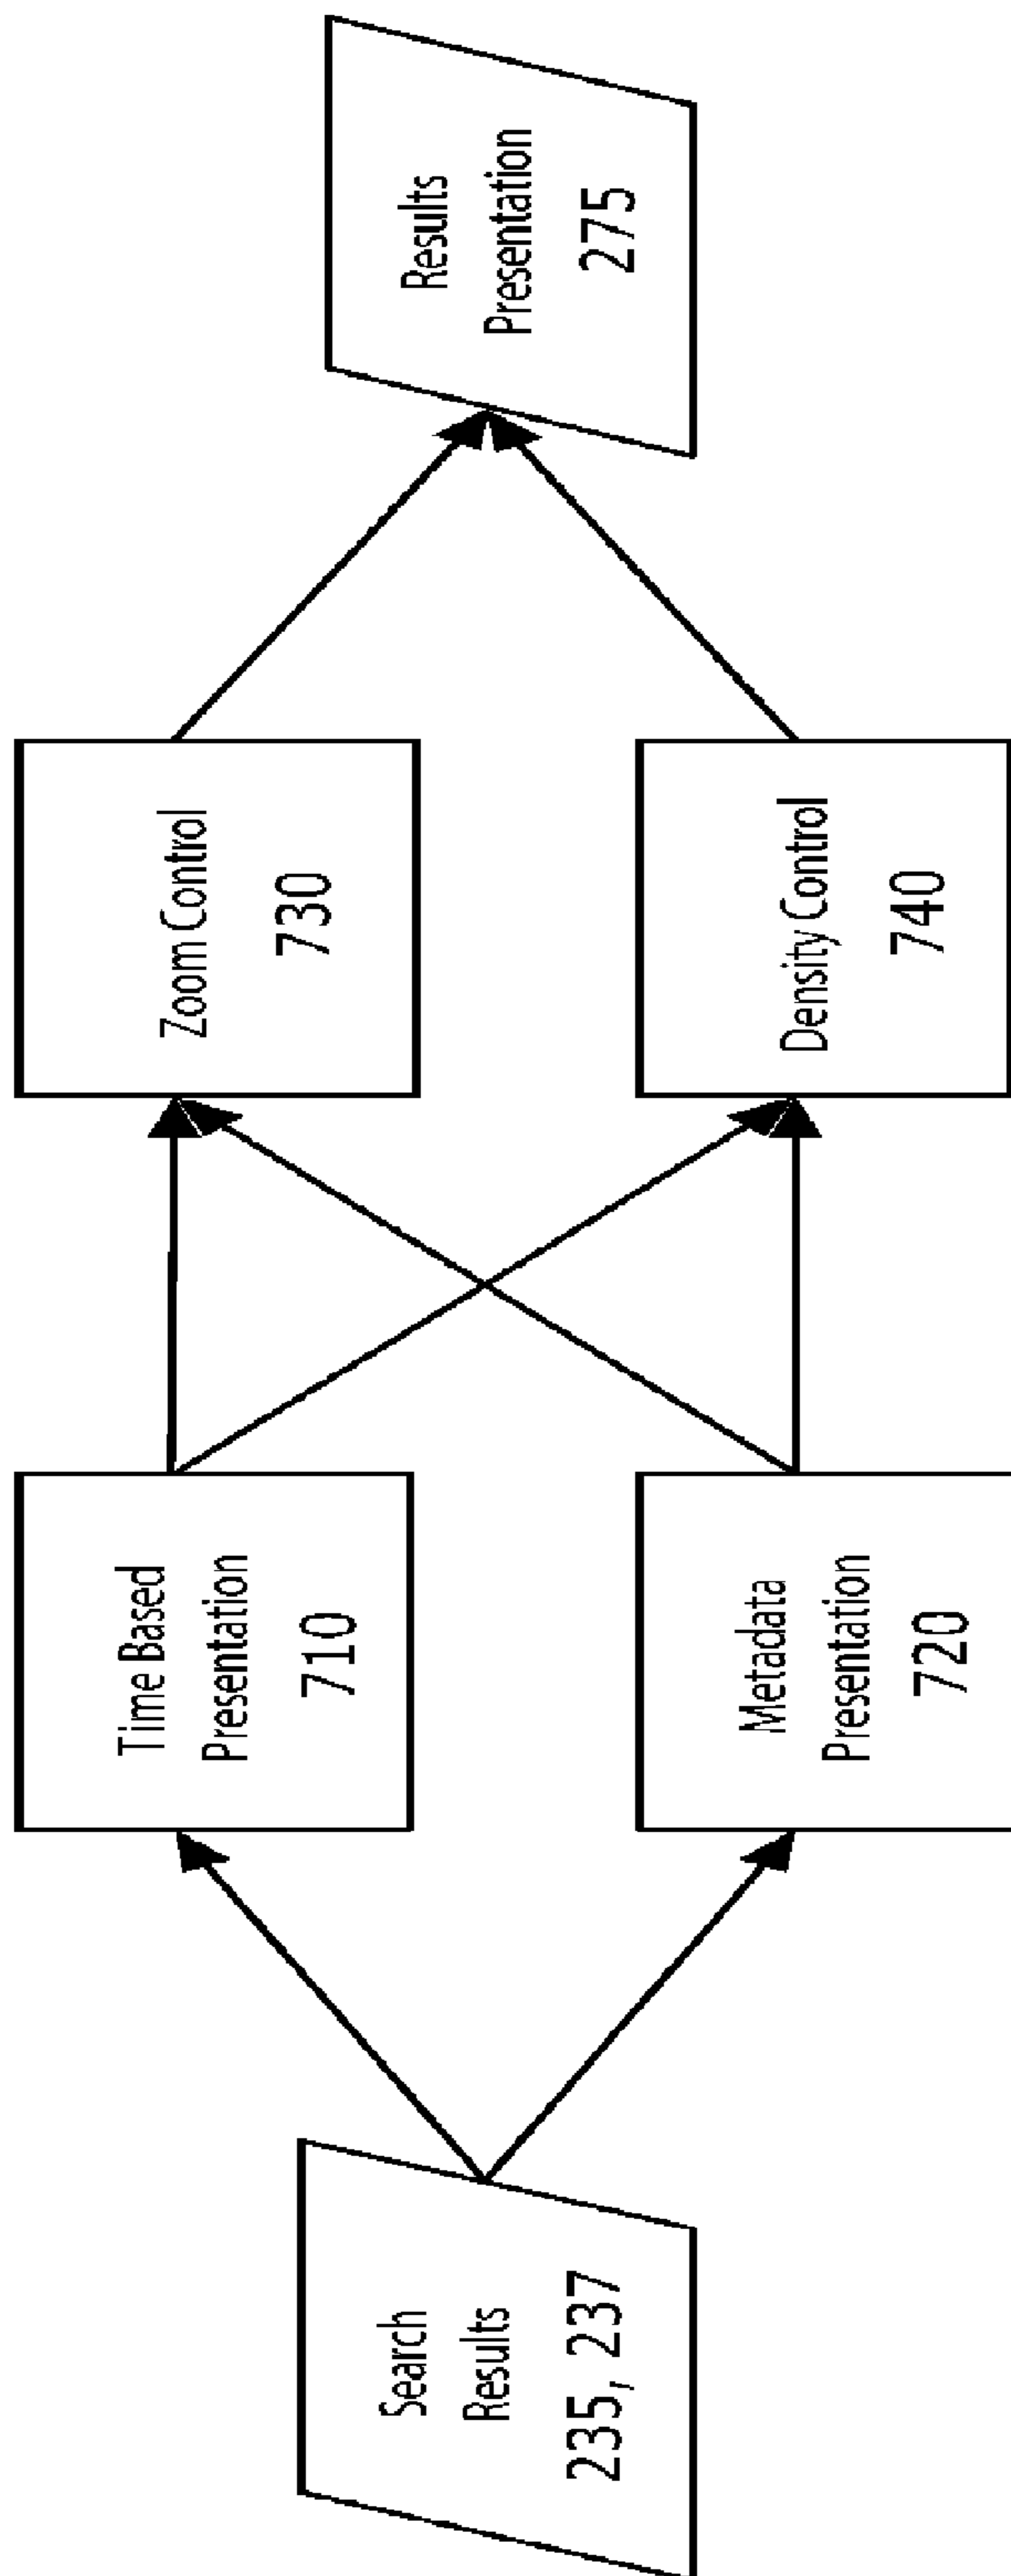 Search
Results
235, 237
Time Based
Presentation
710
Metadata
Presentation
720
Zoom Control
730
Density Control
740
Results
Presentation
275